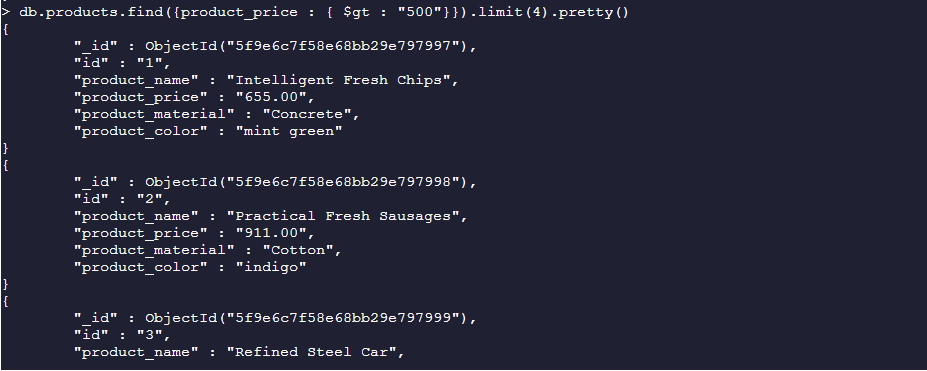 > db.products.find({product_price : { $gt : "500"}}).limit(4).pretty()
{
"_id" : ObjectId("5f9e6c7f58e68bb29e797997"),
"id" : "1",
"product_name" : "Intelligent Fresh Chips",
"product_price" : "655.00",
"product_material" : "Concrete",
"product_color" : "mint green"
}
{
"_id" : ObjectId("5f9e6c7f58e68bb29e797998"),
"id" : "2",
"product_name" : "Practical Fresh Sausages",
"product_price" : "911.00",
"product_material" : "Cotton",
"product_color" : "indigo"
}
{
"_id" : ObjectId("5f9e6c7f58e68bb29e797999"),
"id" : "3",
"product_name" : "Refined Steel Car",